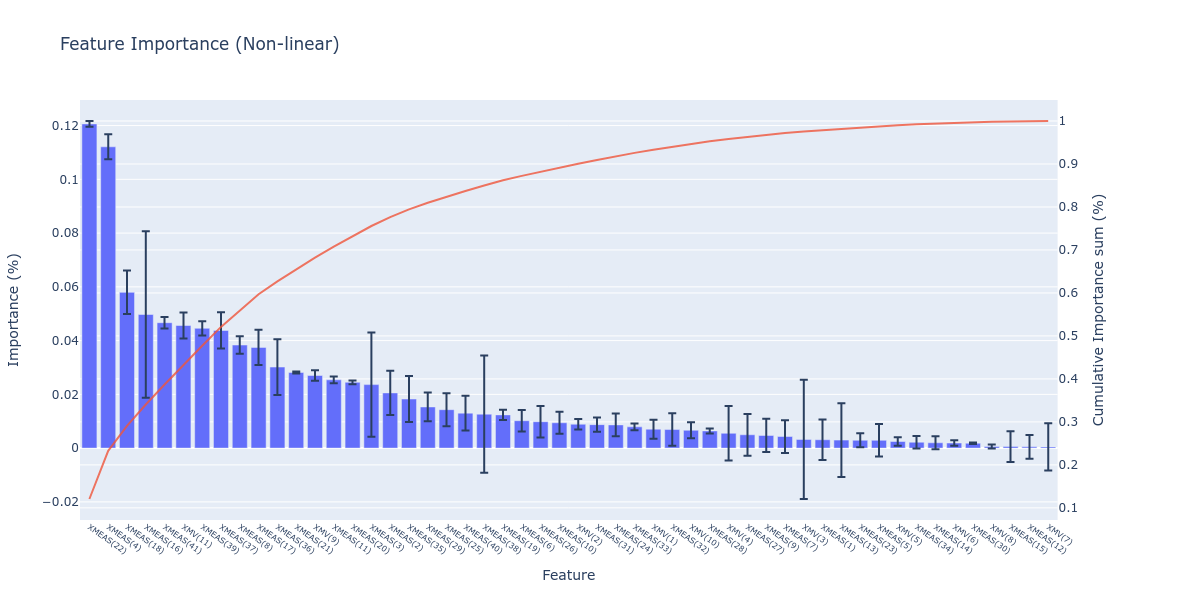 Feature Importance (Non-linear)
0.12
0.1
0.08
0.06
0.04
0.02
0
−0.02
Importance (%)
1
0.9
0.8
0.7
0.6
0.5
0.4
0.3
0.2
0.1
Cumulative Importance sum (%)
XMEAS(22)
XMEAS(4)
XMEAS(18)
XMEAS(16)
XMEAS(41)
XMV(11)
XMEAS(39)
XMEAS(37)
XMEAS(8)
XMEAS(17)
XMEAS(36)
XMEAS(21)
XMV(9)
XMEAS(11)
XMEAS(20)
XMEAS(3)
XMEAS(2)
XMEAS(35)
XMEAS(29)
XMEAS(25)
XMEAS(40)
XMEAS(38)
XMEAS(19)
XMEAS(6)
XMEAS(26)
XMEAS(10)
XMV(2)
XMEAS(31)
XMEAS(24)
XMEAS(33)
XMV(1)
XMEAS(32)
XMEAS(28)
XMV(4)
XMEAS(27)
XMEAS(9)
XMEAS(7)
XMV(3)
XMEAS(1)
XMEAS(13)
XMEAS(23)
XMV(5)
XMEAS(34)
XMEAS(14)
XMV(6)
XMEAS(30)
XMV(8)
XMEAS(15)
XMEAS(12)
XMV(7)
Feature